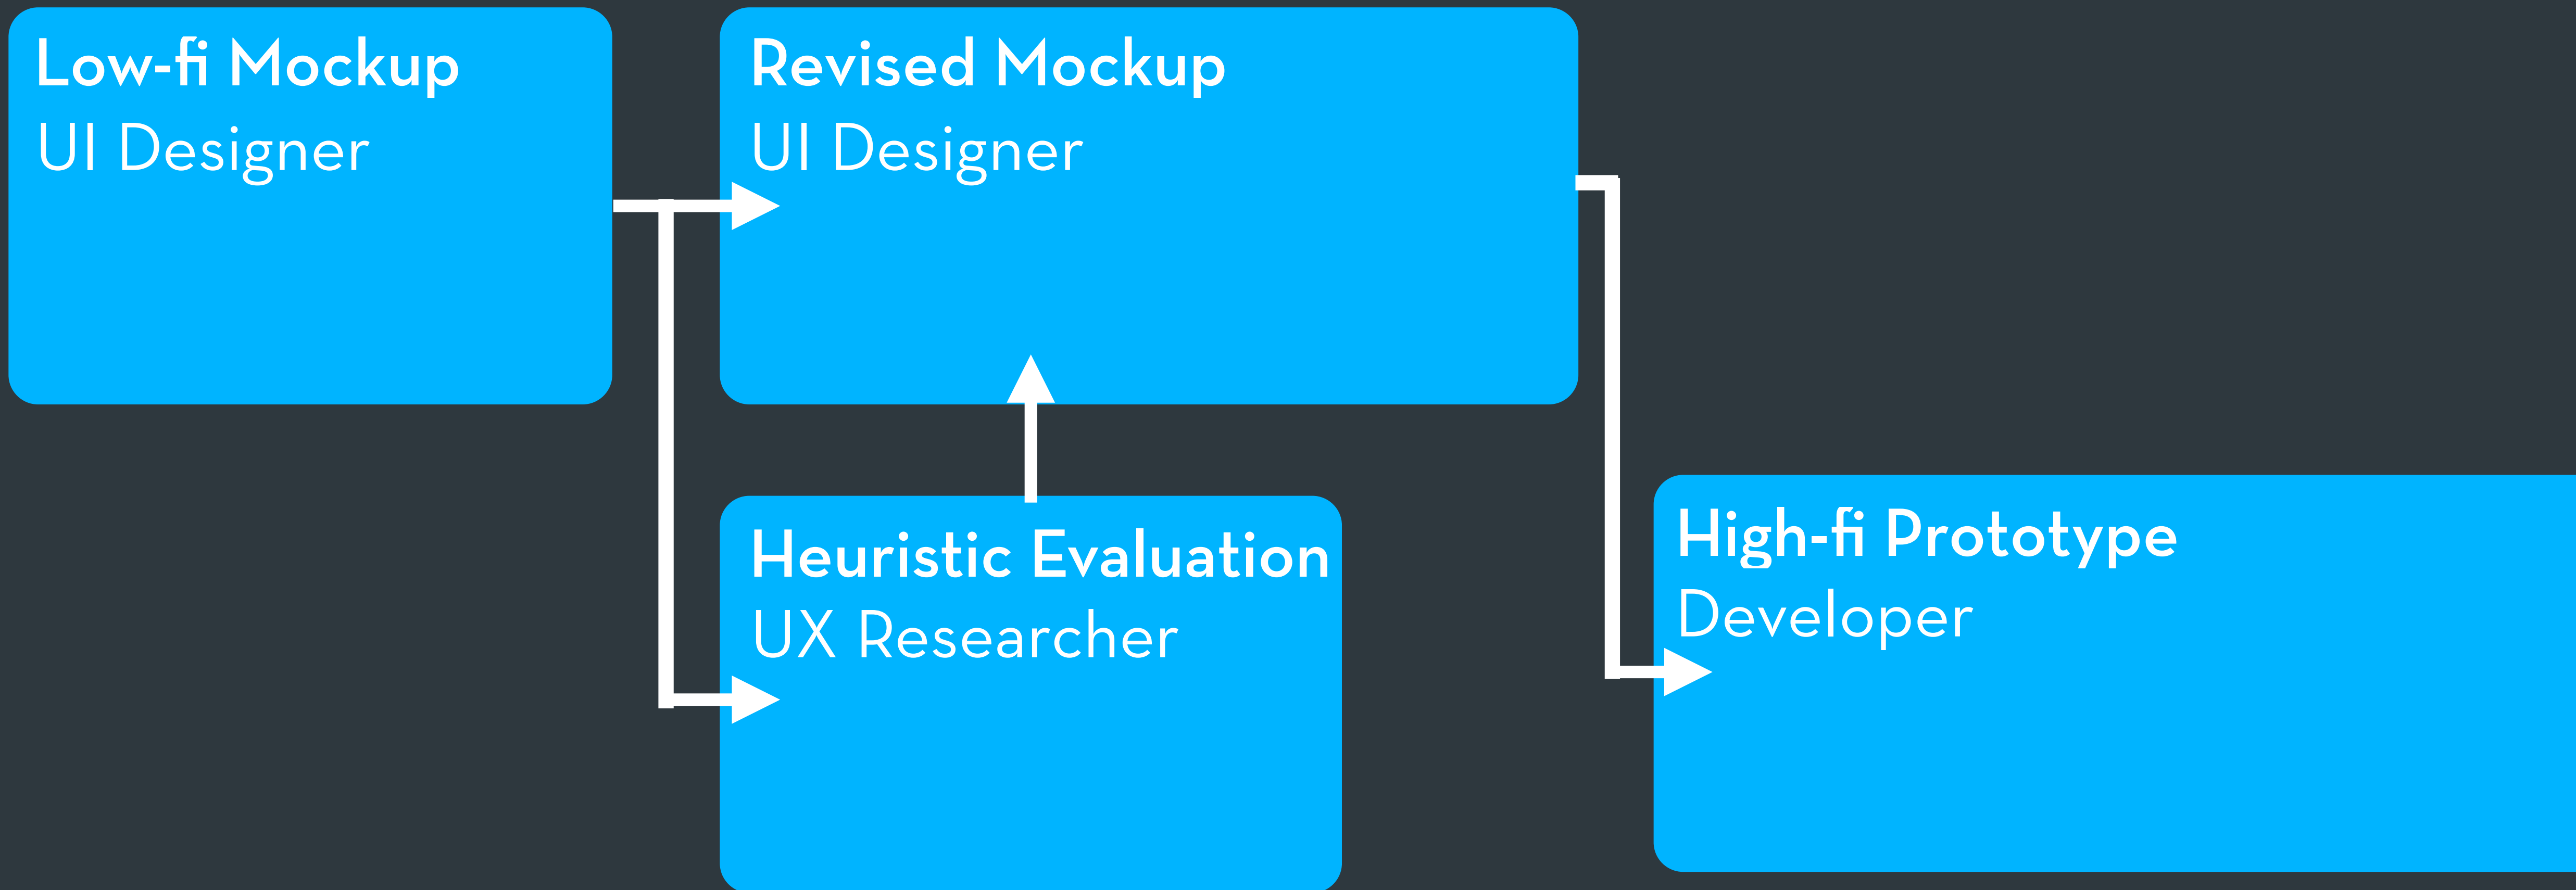 Low-fi Mockup
UI Designer
Revised Mockup
UI Designer
Heuristic Evaluation
UX Researcher
High-fi Prototype
Developer